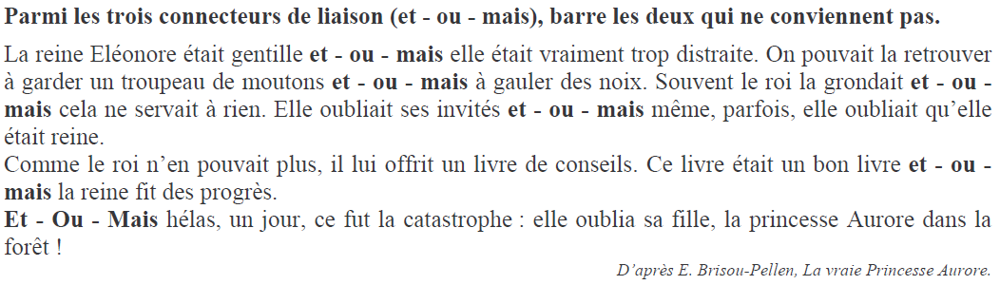 Parmi les trois connecteurs de liaison (et - ou - mais), barre les deux qui ne conviennent pas.
La reine Eléonore était gentille et - ou - mais elle était vraiment trop distraite. On pouvait la retrouver
à garder un troupeau de moutons et - ou - mais à gauler des noix. Souvent le roi la grondait et - ou -
mais cela ne servait à rien. Elle oubliait ses invités et - ou - mais même, parfois, elle oubliait qu’elle
était reine.
Comme le roi n’en pouvait plus, il lui offrit un livre de conseils. Ce livre était un bon livre et - ou -
mais la reine fit des progrès.
Et - Ou - Mais hélas, un jour, ce fut la catastrophe : elle oublia sa fille, la princesse Aurore dans la
forêt !
D’après E. Brisou-Pellen, La vraie Princesse Aurore.